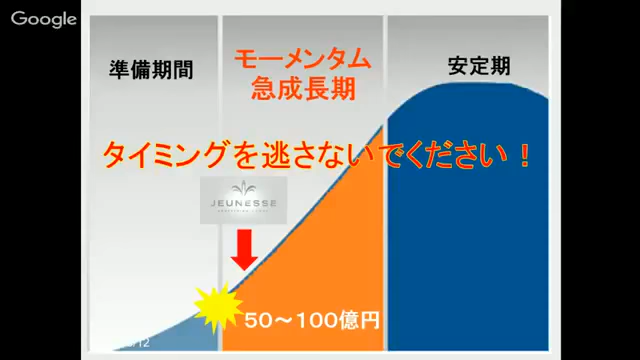 Google
準備期間
モーメンタム
急成長期
安定期
タイミングを逃さないでください！
JEUNESSE
50～100億円